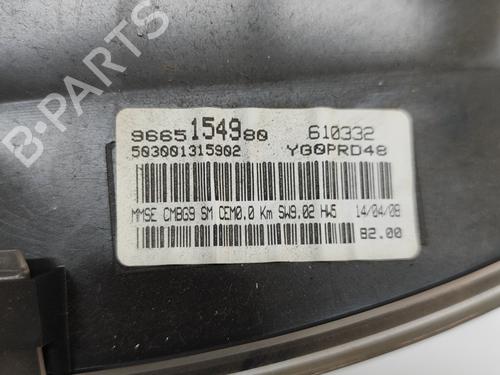 B-PARTS
9665154980 610332
503001315902 YG0PRD48
MMSE CMBG9 SM CEM0.0 Km SW9.02 HW5 14/04/08
82.00